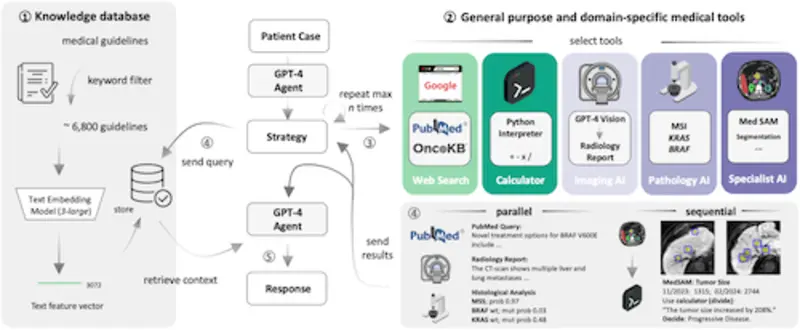 ① Knowledge database
medical guidelines
keyword filter
~ 6,800 guidelines
Text Embedding
Model (3-large)
store
3072
Text feature vector
Patient Case
GPT-4
Agent
Strategy
repeat max
n times
④
send query
③
GPT-4
Agent
⑤
Response
retrieve context
send
results
② General purpose and domain-specific medical tools
select tools
Google
PubMed
OncoKB
Web Search
Python
Interpreter
+ - x /
Calculator
GPT-4 Vision
Radiology
Report
Imaging AI
MSI
KRAS
BRAF
Pathology AI
Med SAM
Segmentation
...
Specialist AI
④
parallel
PubMed
PubMed Query:
Novel treatment options for BRAF V600E
include ...
Radiology Report:
The CT-scan shows multiple liver and
lung metastases ...
Histological Analysis
MSS; prob 0.97
BRAF wt; mut prob 0.03
KRAS wt; mut prob 0.48
sequential
MedSAM: Tumor Size
11/2023: 1315; 02/2024: 2744
Use calculator (divide)
"The tumor size increased by 208%."
Decide: Progressive Disease.